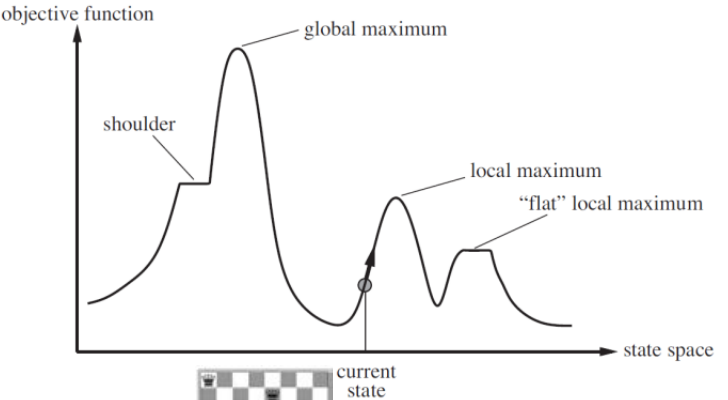 objective function
global maximum
shoulder
local maximum
“flat” local maximum
state space
current
state